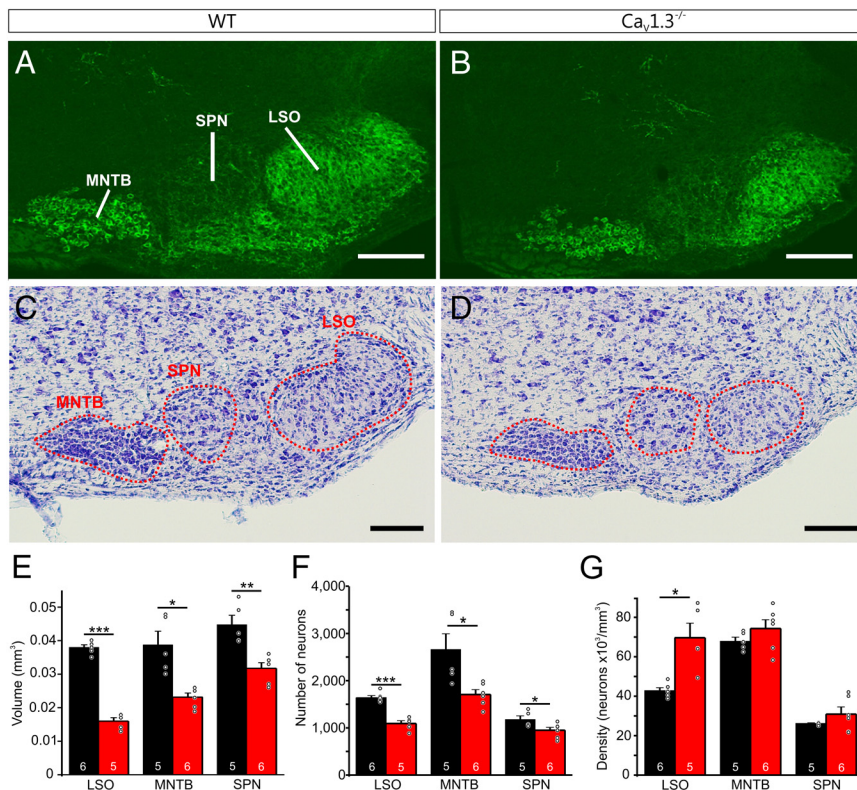 WT
Caᵥ1.3⁻/⁻
A
B
SPN
LSO
MNTB
C
D
LSO
SPN
MNTB
E
F
G
Volume (mm³)
0.05
0.04
0.03
0.02
0.01
0.00
***
*
**
6 5 5 6 5 6
LSO MNTB SPN
Number of neurons
4,000
3,000
2,000
1,000
0
***
*
*
6 5 5 6 5 6
LSO MNTB SPN
Density (neurons x10³/mm³)
80
60
40
20
0
*
6 5 5 6 5 6
LSO MNTB SPN